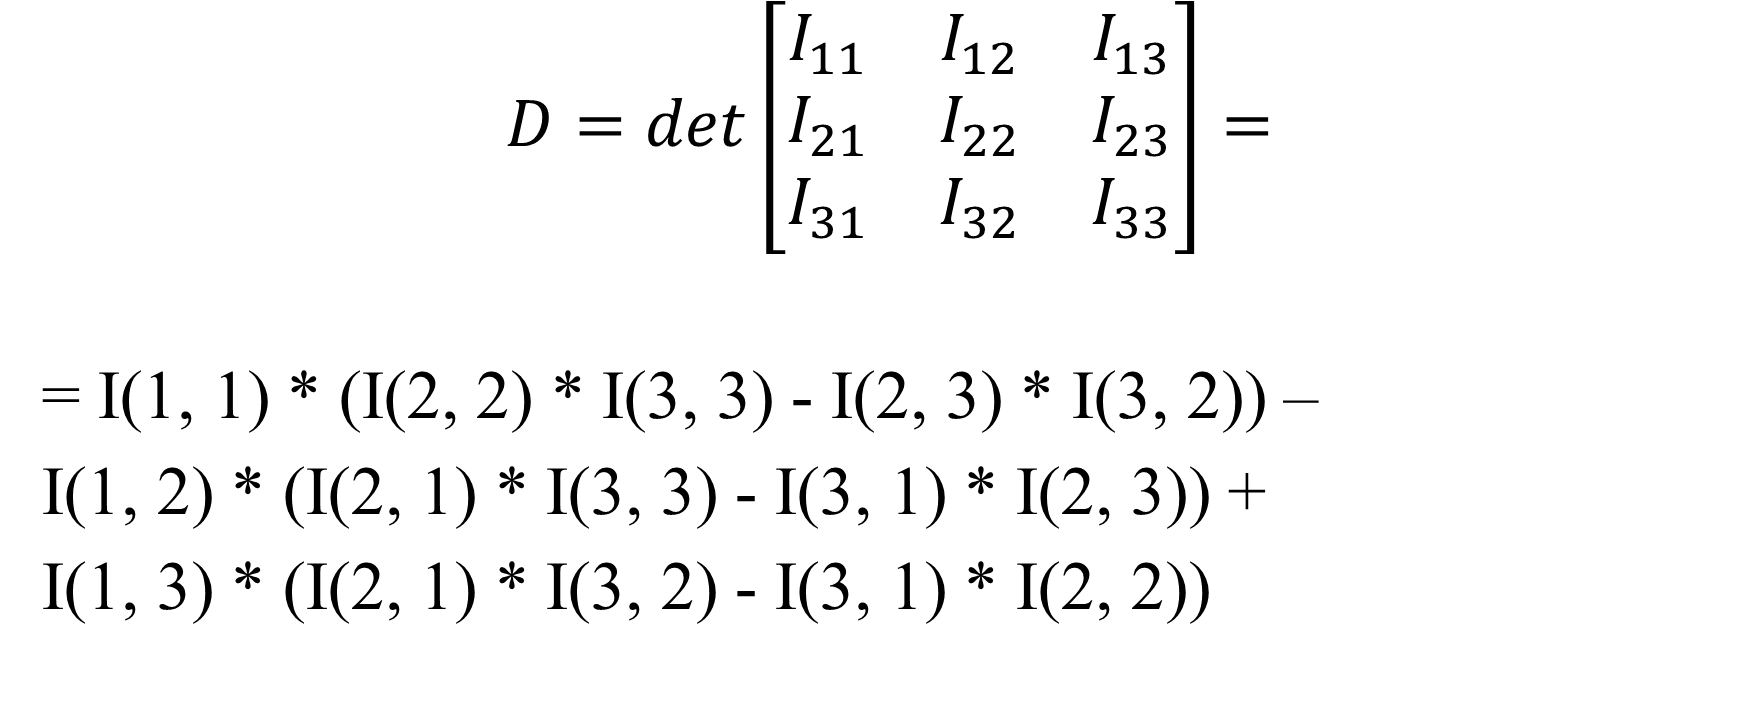 D = det [I₁₁ I₁₂ I₁₃
I₂₁ I₂₂ I₂₃
I₃₁ I₃₂ I₃₃] =
= I(1, 1) * (I(2, 2) * I(3, 3) - I(2, 3) * I(3, 2)) –
I(1, 2) * (I(2, 1) * I(3, 3) - I(3, 1) * I(2, 3)) +
I(1, 3) * (I(2, 1) * I(3, 2) - I(3, 1) * I(2, 2))